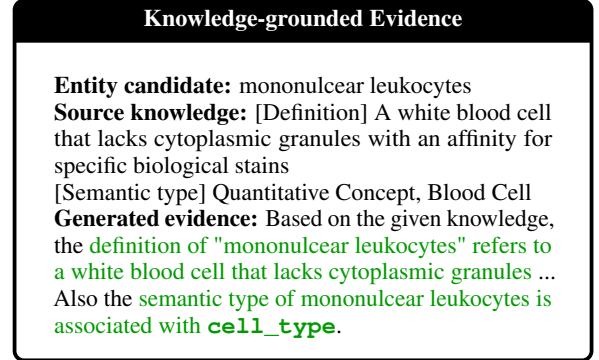 Knowledge-grounded Evidence
Entity candidate: mononulcear leukocytes
Source knowledge: [Definition] A white blood cell
that lacks cytoplasmic granules with an affinity for
specific biological stains
[Semantic type] Quantitative Concept, Blood Cell
Generated evidence: Based on the given knowledge,
the definition of "mononulcear leukocytes" refers to
a white blood cell that lacks cytoplasmic granules ...
Also the semantic type of mononulcear leukocytes is
associated with cell_type.